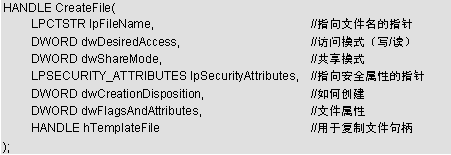 HANDLE CreateFile(
LPCTSTR lpFileName, //指向文件名的指针
DWORD dwDesiredAccess, //访问模式（写/读）
DWORD dwShareMode, //共享模式
LPSECURITY_ATTRIBUTES lpSecurityAttributes, //指向安全属性的指针
DWORD dwCreationDisposition, //如何创建
DWORD dwFlagsAndAttributes, //文件属性
HANDLE hTemplateFile //用于复制文件句柄
);